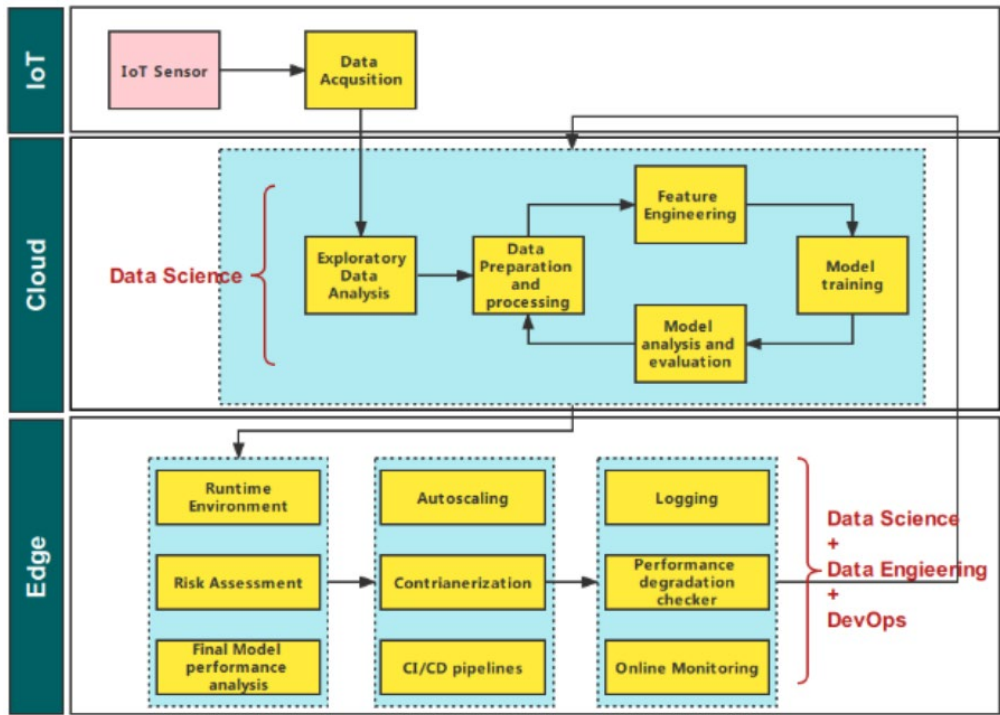 IoT
IoT Sensor
Data
Acqusition
Cloud
Data Science
Exploratory
Data
Analysis
Data
Preparation
and
processing
Feature
Engineering
Model
training
Model
analysis and
evaluation
Edge
Runtime
Environment
Risk Assessment
Final Model
performance
analysis
Autoscaling
Contrianerization
CI/CD pipelines
Logging
Performance
degradation
checker
Online Monitoring
Data Science
+
Data Engieering
+
DevOps